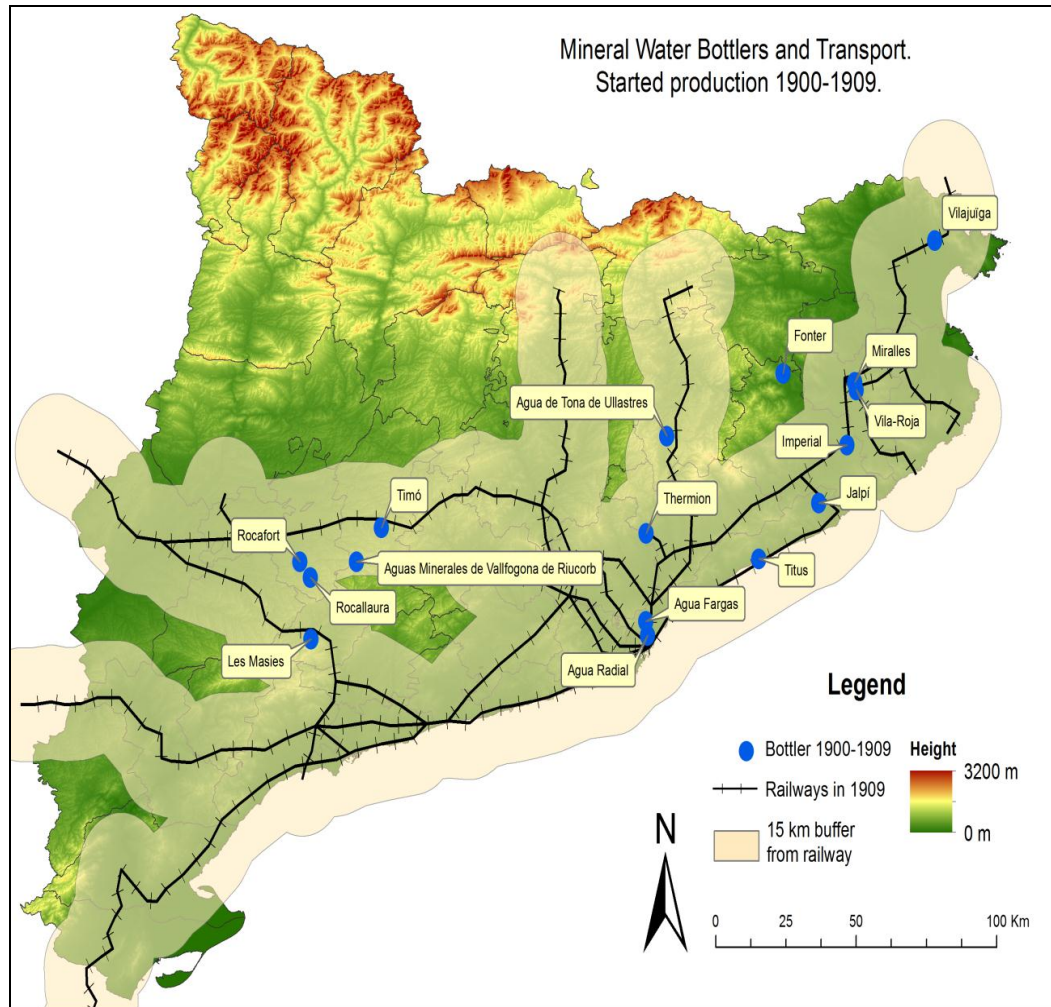 Mineral Water Bottlers and Transport.
Started production 1900-1909.
Vilajuïga
Fonter
Miralles
Agua de Tona de Ullastres
Vila-Roja
Imperial
Timó
Thermion
Jalpí
Rocafort
Aguas Minerales de Vallfogona de Riucorb
Titus
Rocallaura
Agua Fargas
Les Masies
Agua Radial
Legend
Bottler 1900-1909
Railways in 1909
15 km buffer
from railway
Height
3200 m
0 m
N
0 25 50 100 Km